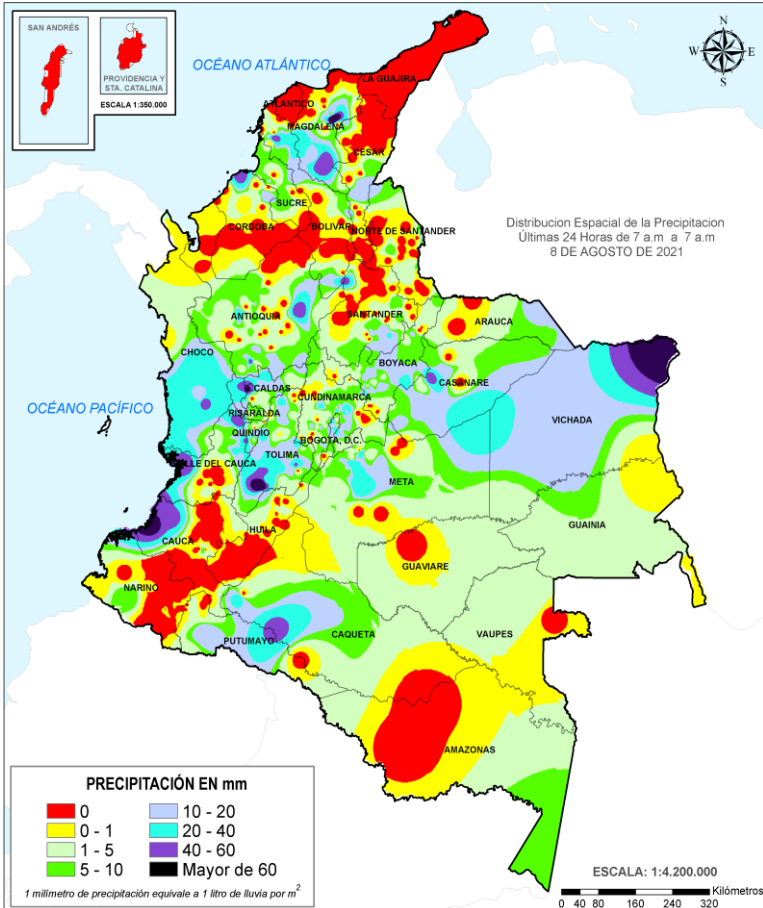 SAN ANDRÉS
PROVIDENCIA Y
STA. CATALINA
ESCALA 1:350.000
OCÉANO ATLÁNTICO
N
W E
S
LA GUAJIRA
ATLANTICO
MAGDALENA
CESAR
SUCRE
CORDOBA
BOLIVAR
NORTE DE SANTANDER
Distribucion Espacial de la Precipitacion
Últimas 24 Horas de 7 a.m a 7 a.m
8 DE AGOSTO DE 2021
ANTIOQUIA
SANTANDER
ARAUCA
CHOCO
BOYACA
CALDAS
CASANARE
CUNDINAMARCA
OCÉANO PACÍFICO
RISARALDA
VICHADA
QUINDIO
BOGOTA, D.C.
TOLIMA
VALLE DEL CAUCA
META
GUAINIA
HUILA
CAUCA
GUAVIARE
NARIÑO
CAQUETA
VAUPES
PUTUMAYO
AMAZONAS
PRECIPITACIÓN EN mm
0 10 - 20
0 - 1 20 - 40
1 - 5 40 - 60
5 - 10 Mayor de 60
1 milímetro de precipitación equivale a 1 litro de lluvia por m²
ESCALA: 1:4.200.000
Kilómetros
0 40 80 160 240 320